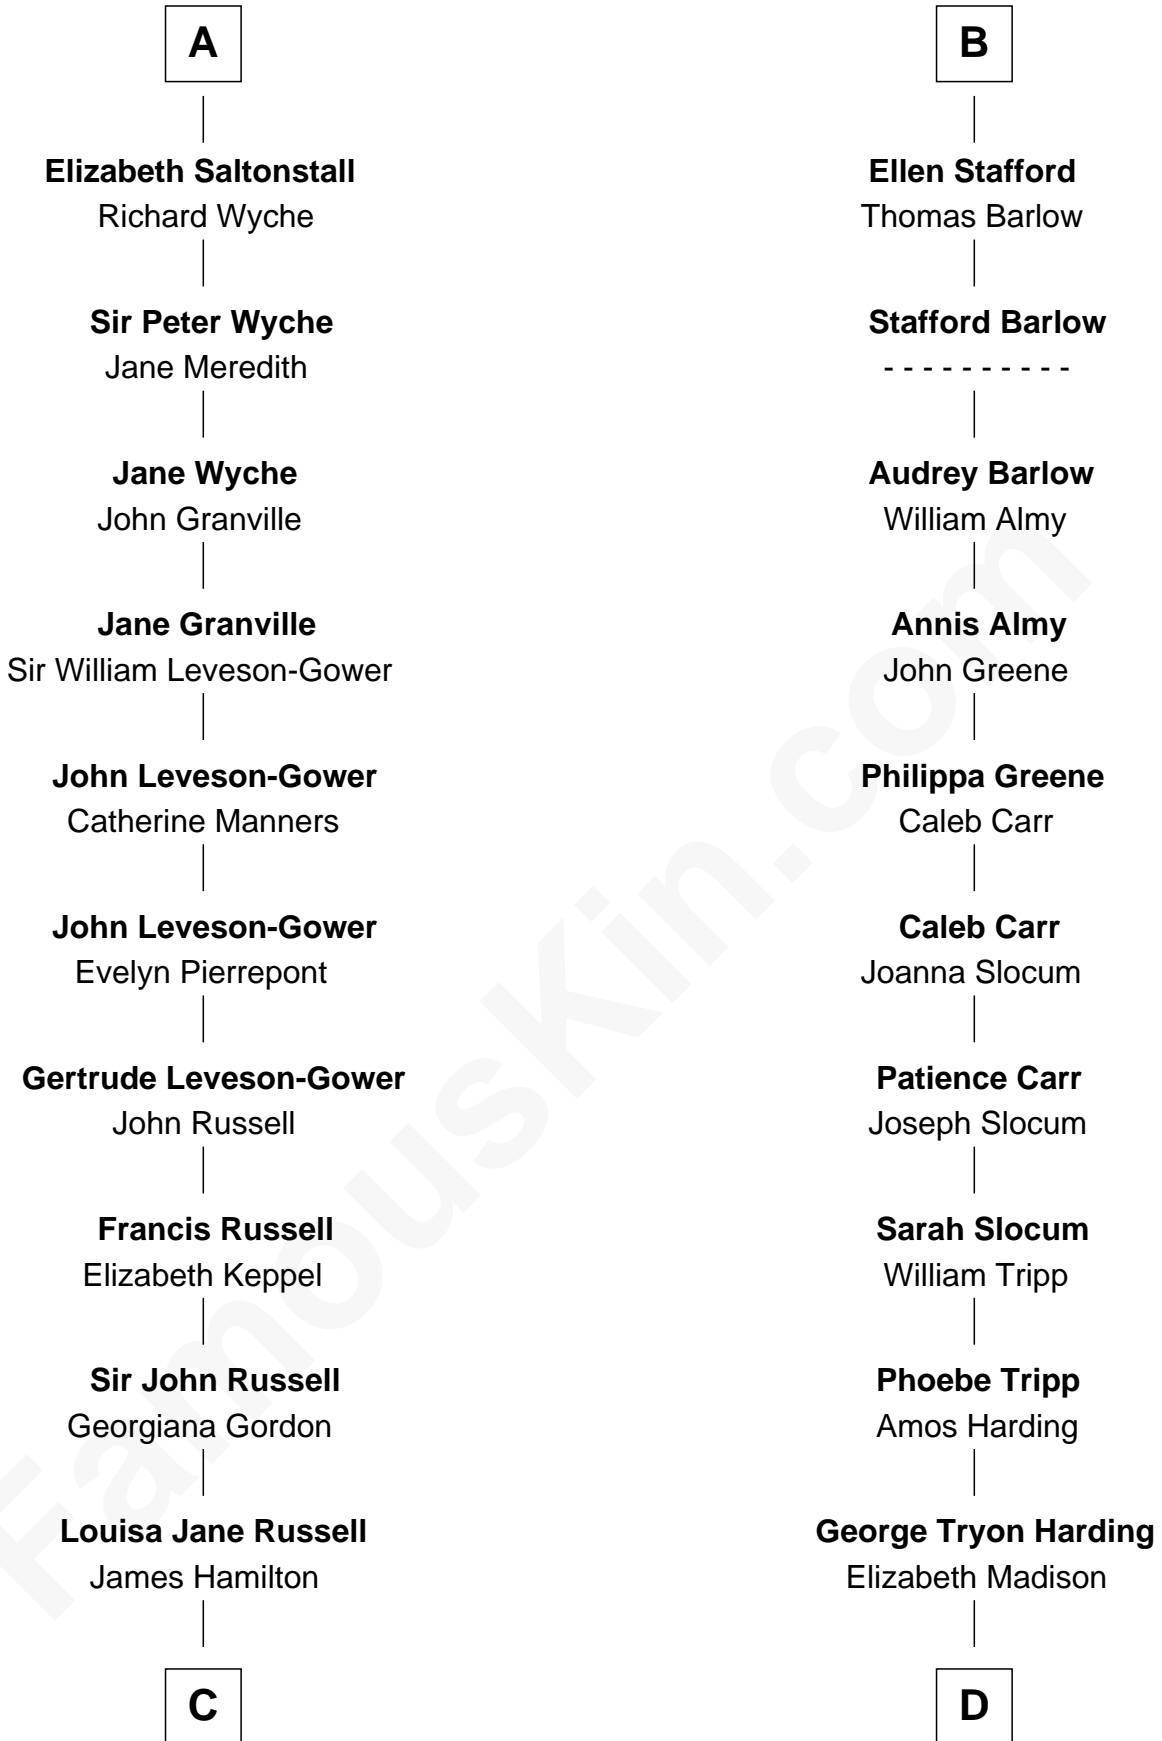 A
Elizabeth Saltonstall
Richard Wyche
Sir Peter Wyche
Jane Meredith
Jane Wyche
John Granville
Jane Granville
Sir William Leveson-Gower
John Leveson-Gower
Catherine Manners
John Leveson-Gower
Evelyn Pierrepont
Gertrude Leveson-Gower
John Russell
Francis Russell
Elizabeth Keppel
Sir John Russell
Georgiana Gordon
Louisa Jane Russell
James Hamilton
C
B
Ellen Stafford
Thomas Barlow
Stafford Barlow
- - - - - - - - - -
Audrey Barlow
William Almy
Annis Almy
John Greene
Philippa Greene
Caleb Carr
Caleb Carr
Joanna Slocum
Patience Carr
Joseph Slocum
Sarah Slocum
William Tripp
Phoebe Tripp
Amos Harding
George Tryon Harding
Elizabeth Madison
D
FamousKin.com